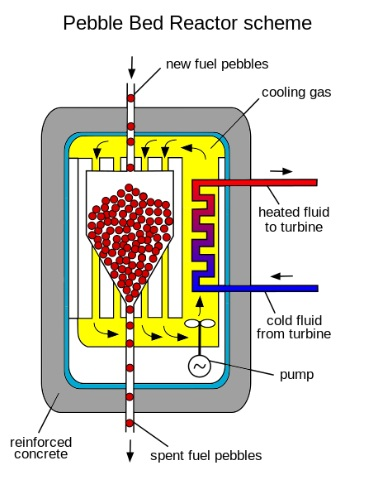 Pebble Bed Reactor scheme
new fuel pebbles
cooling gas
heated fluid
to turbine
cold fluid
from turbine
pump
reinforced
concrete
spent fuel pebbles